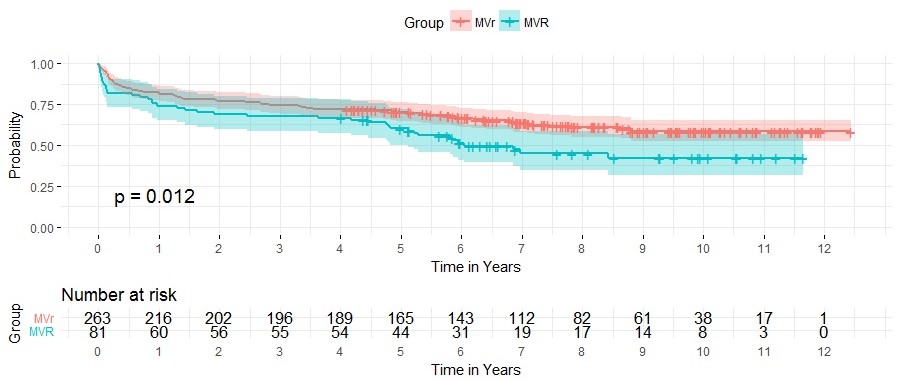 Group MVr MVR
1.00
0.75
0.50
0.25
0.00
Probability
p = 0.012
0 1 2 3 4 5 6 7 8 9 10 11 12
Time in Years
Number at risk
Group
MVr 263 216 202 196 189 165 143 112 82 61 38 17 1
MVR 81 60 56 55 54 44 31 19 17 14 8 3 0
0 1 2 3 4 5 6 7 8 9 10 11 12
Time in Years